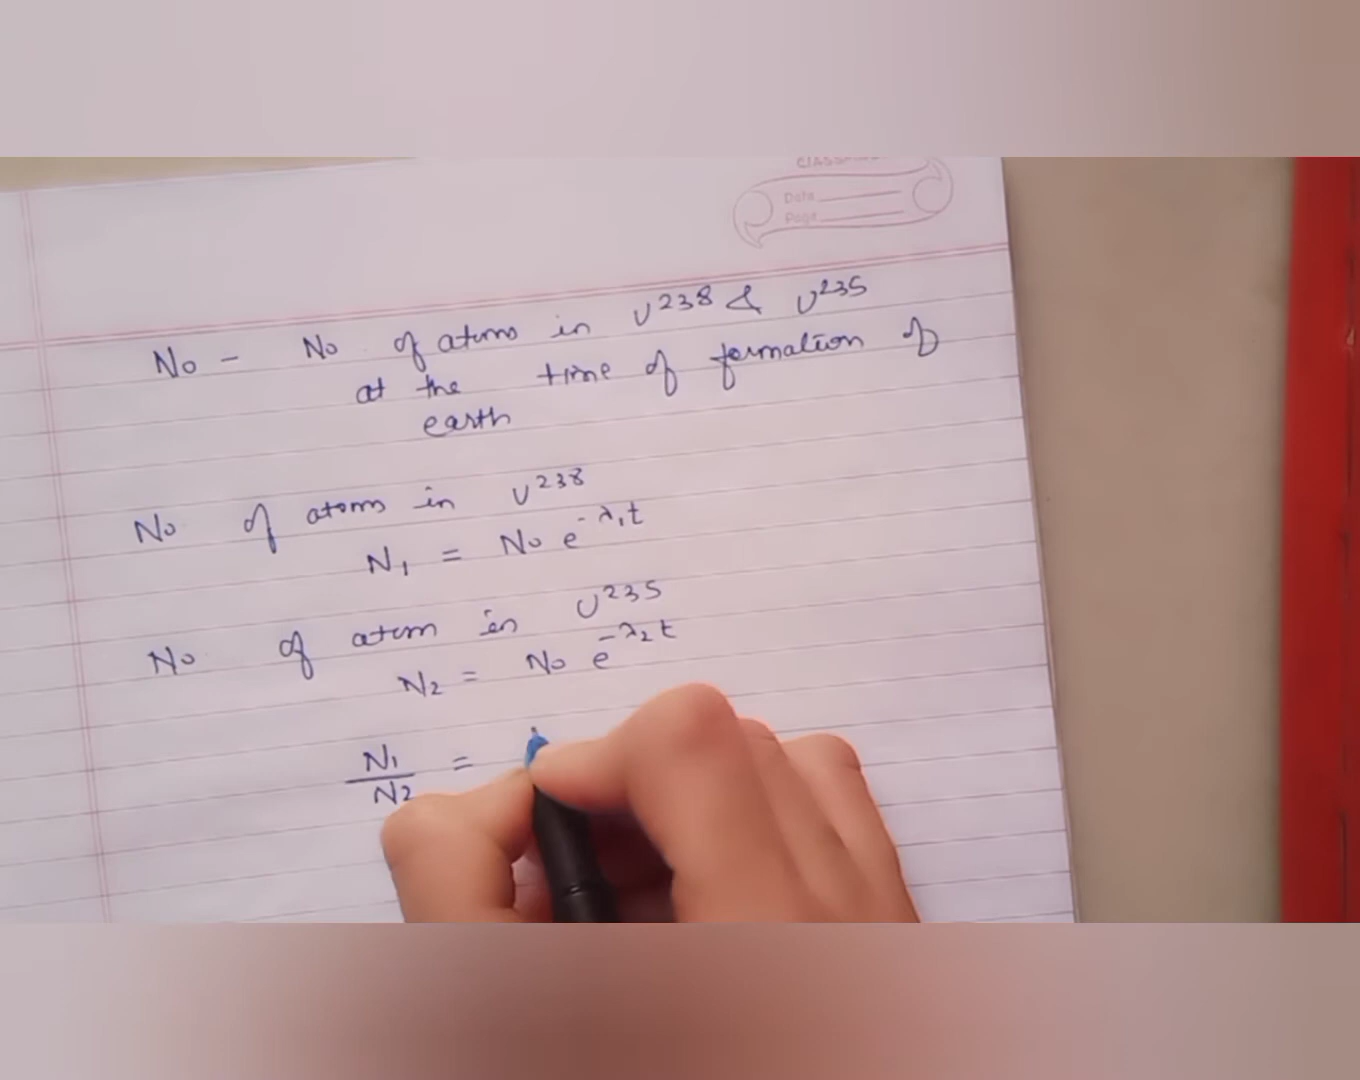 Date
Page
No - No of atoms in U²³⁸ & U²³⁵
at the time of formation of
earth
No of atoms in U²³⁸
N₁ = No e^-λ₁t
No of atom in U²³⁵
N₂ = No e^-λ₂t
N₁/N₂ =